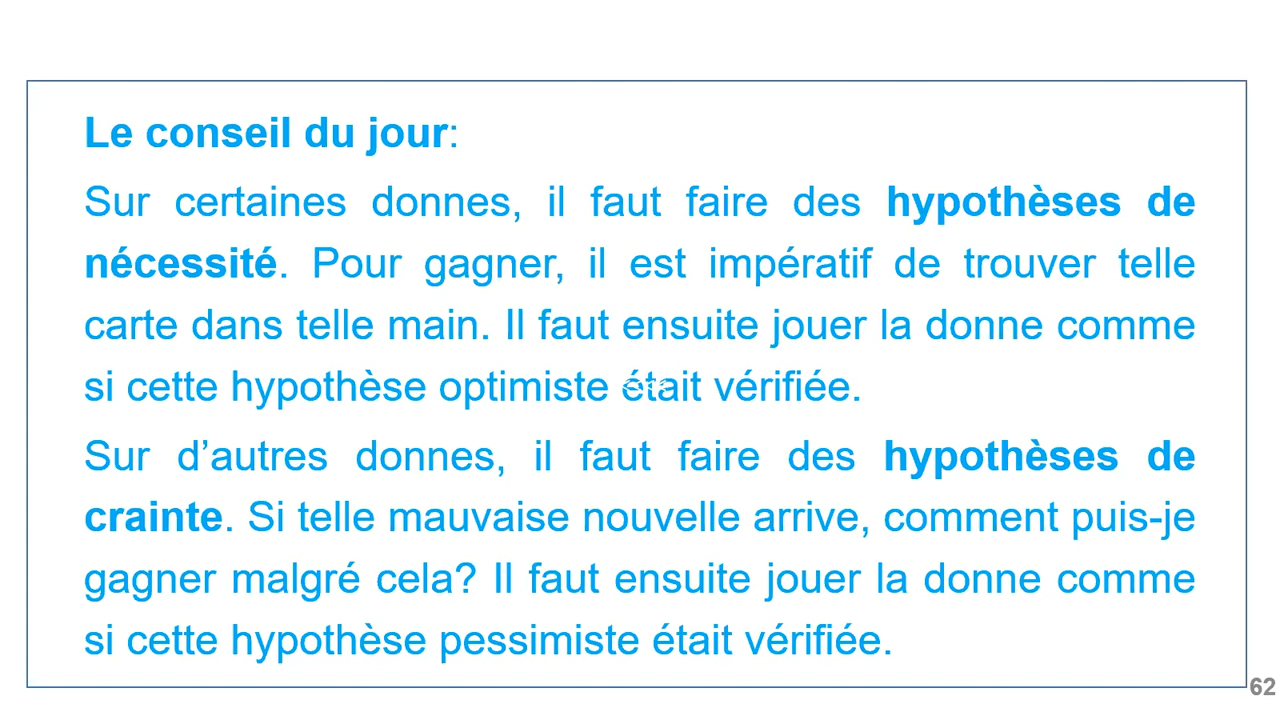 Le conseil du jour:
Sur certaines donnes, il faut faire des hypothèses de
nécessité. Pour gagner, il est impératif de trouver telle
carte dans telle main. Il faut ensuite jouer la donne comme
si cette hypothèse optimiste était vérifiée.
Sur d’autres donnes, il faut faire des hypothèses de
crainte. Si telle mauvaise nouvelle arrive, comment puis-je
gagner malgré cela? Il faut ensuite jouer la donne comme
si cette hypothèse pessimiste était vérifiée.
62